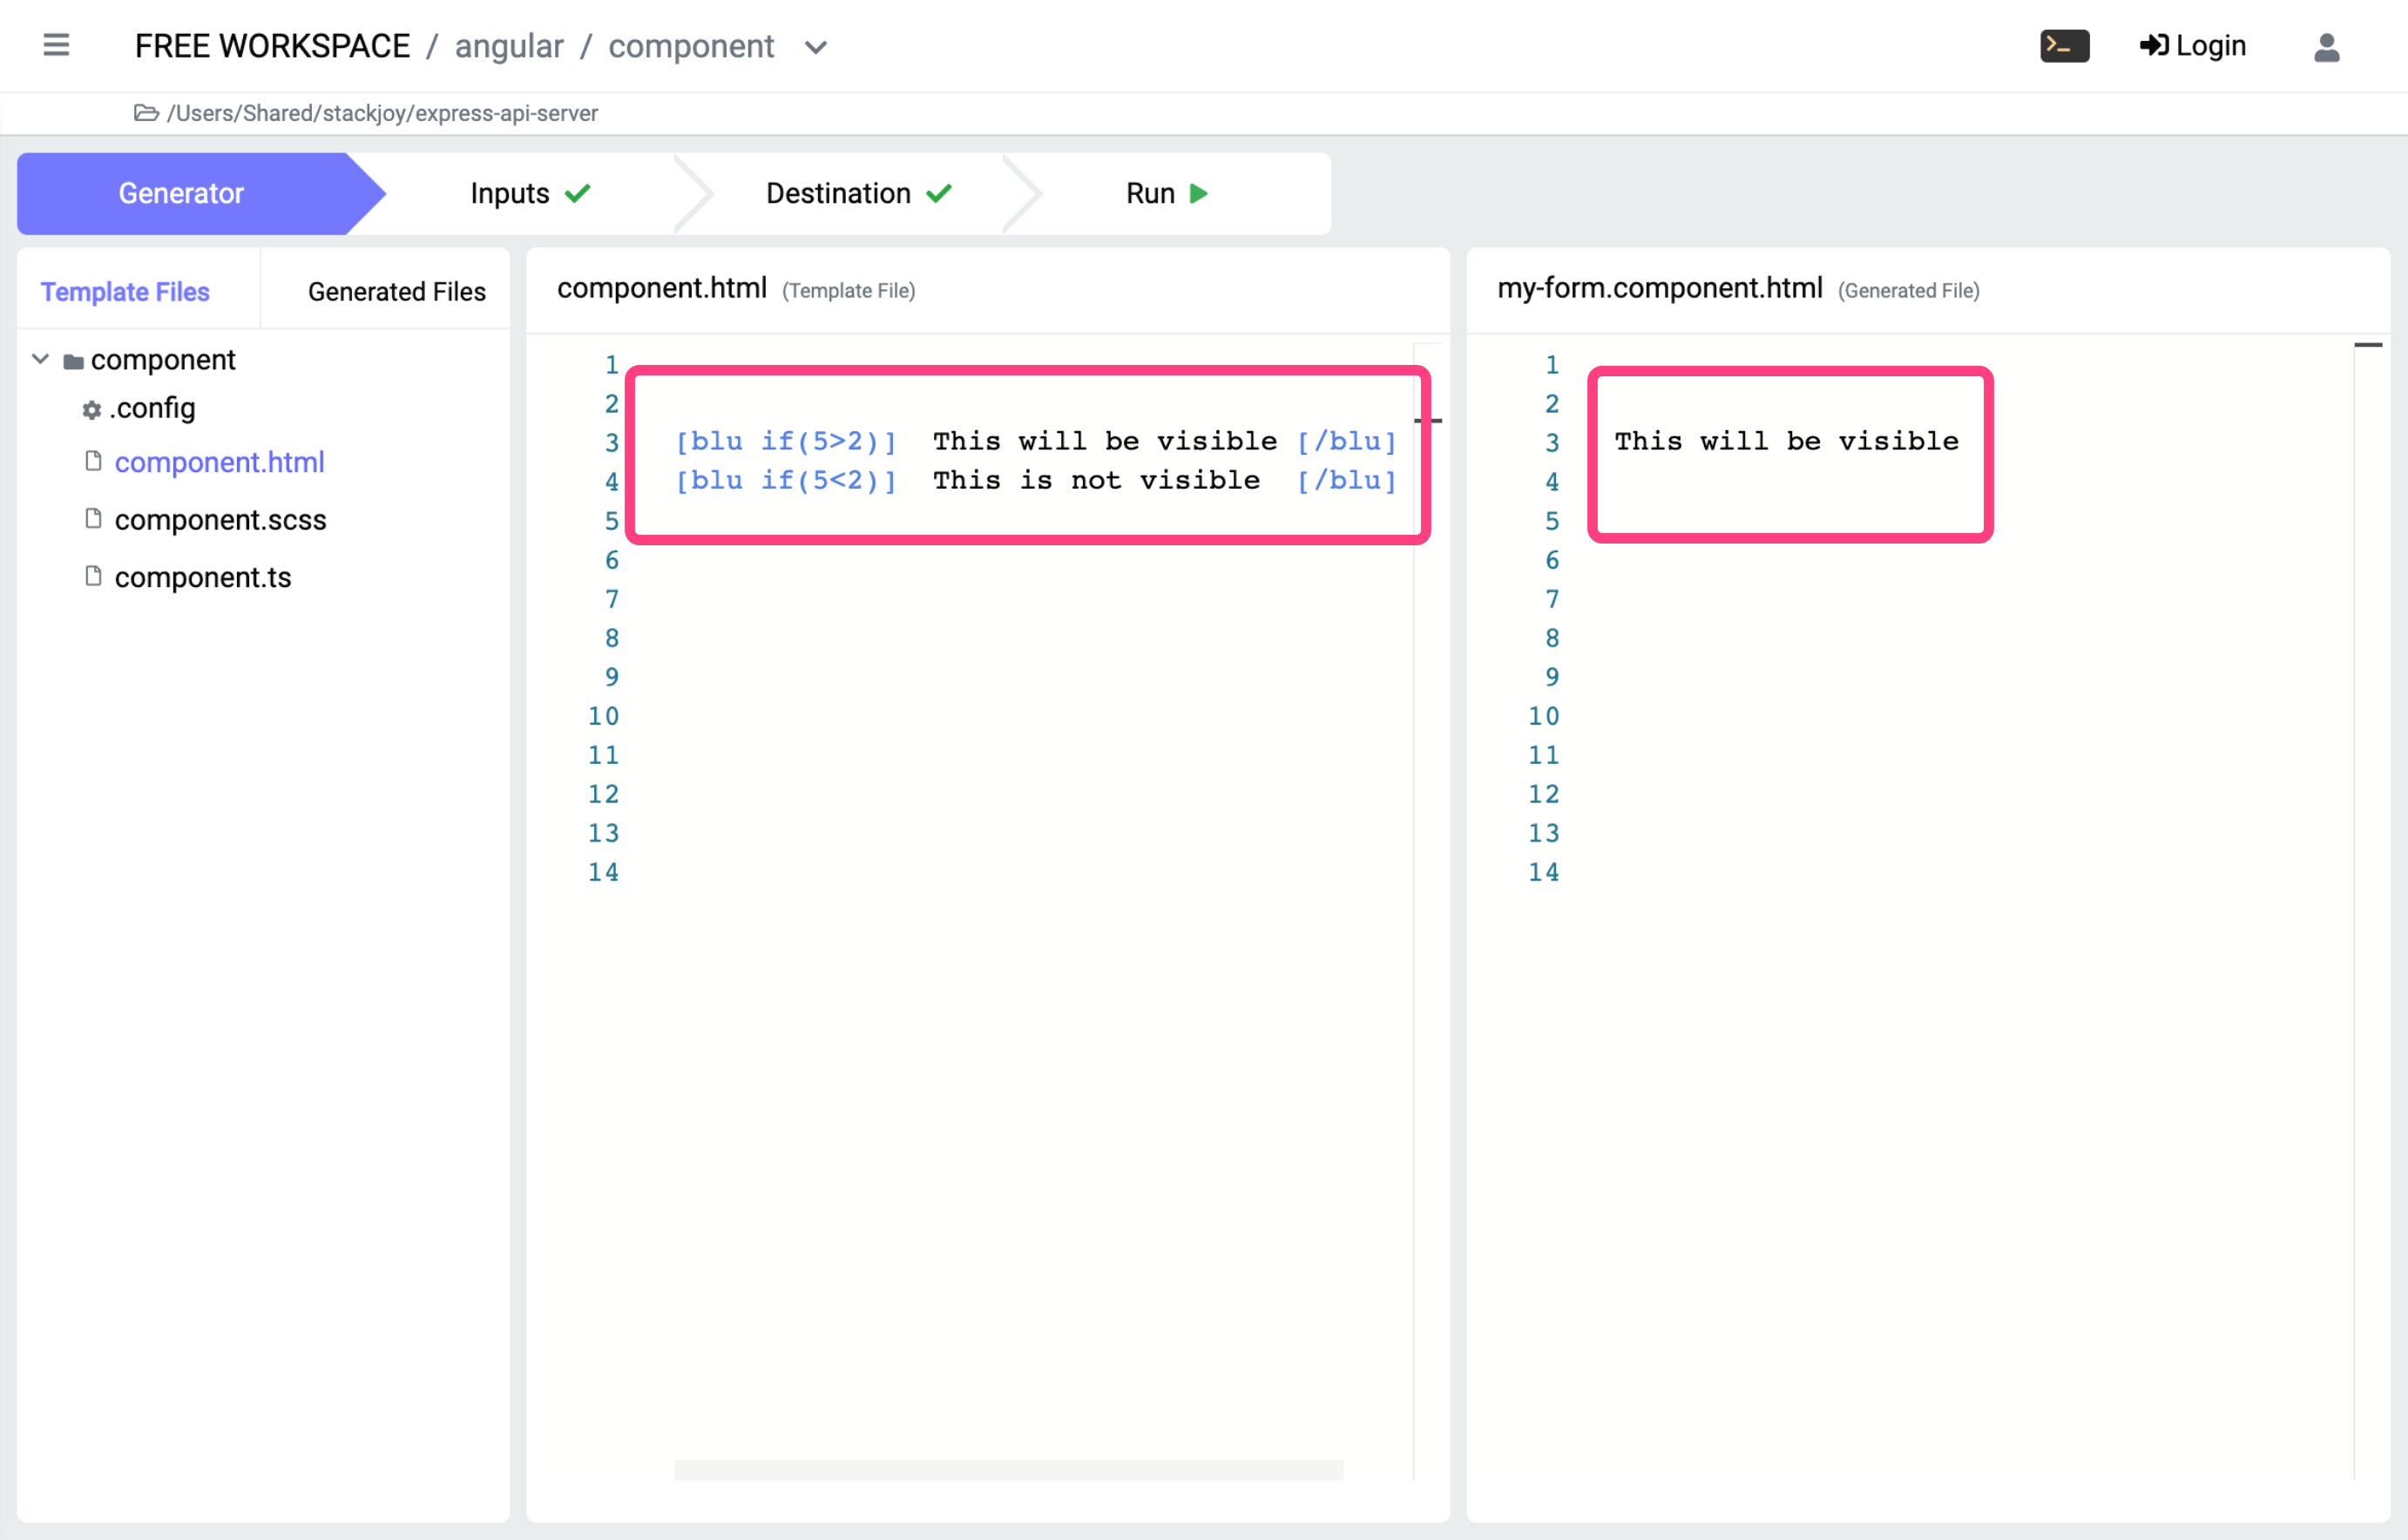 FREE WORKSPACE / angular / component
Login
/Users/Shared/stackjoy/express-api-server
Generator
Inputs
Destination
Run
Template Files
Generated Files
component
.config
component.html
component.scss
component.ts
component.html (Template File)
1
2
3 [blu if(5>2)]  This will be visible [/blu]
4 [blu if(5<2)]  This is not visible  [/blu]
5
6
7
8
9
10
11
12
13
14
my-form.component.html (Generated File)
1
2
3 This will be visible
4
5
6
7
8
9
10
11
12
13
14